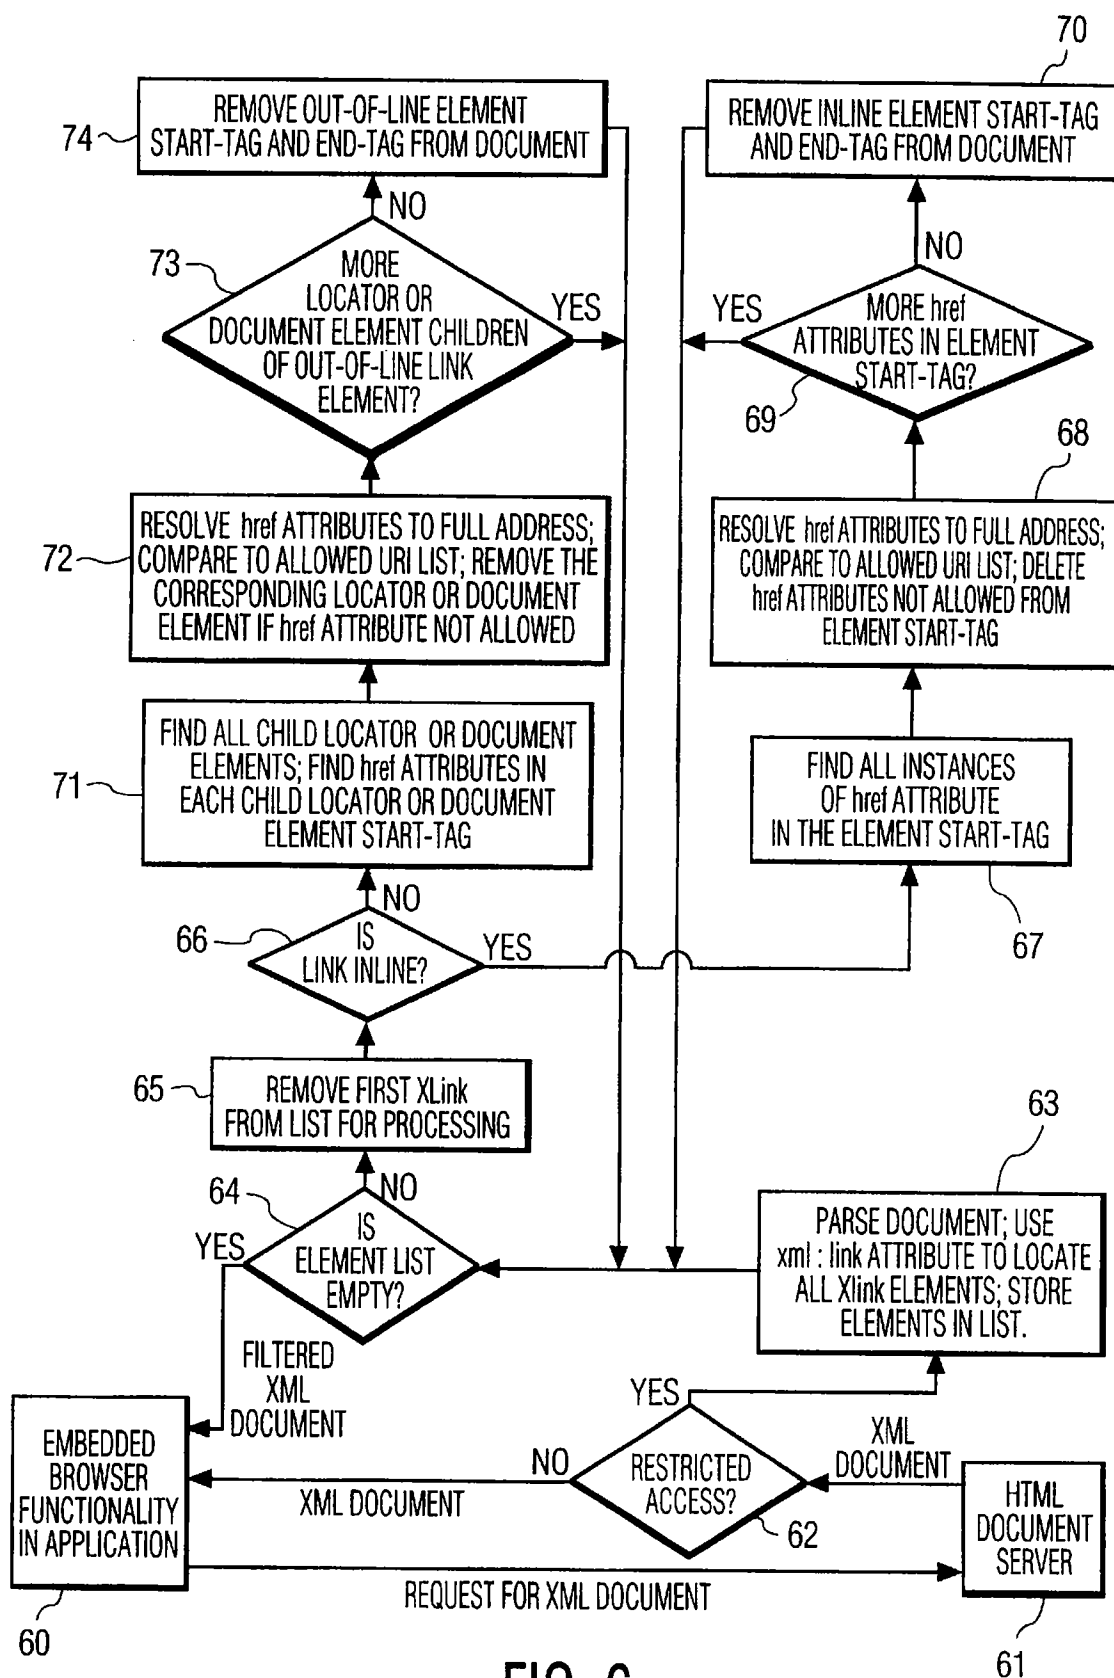 70
REMOVE OUT-OF-LINE ELEMENT
START-TAG AND END-TAG FROM DOCUMENT
74
REMOVE INLINE ELEMENT START-TAG
AND END-TAG FROM DOCUMENT
NO
NO
73
MORE
LOCATOR OR
DOCUMENT ELEMENT CHILDREN
OF OUT-OF-LINE LINK
ELEMENT?
YES
YES
MORE href
ATTRIBUTES IN ELEMENT
START-TAG?
69
68
72
RESOLVE href ATTRIBUTES TO FULL ADDRESS;
COMPARE TO ALLOWED URI LIST; REMOVE THE
CORRESPONDING LOCATOR OR DOCUMENT
ELEMENT IF href ATTRIBUTE NOT ALLOWED
RESOLVE href ATTRIBUTES TO FULL ADDRESS;
COMPARE TO ALLOWED URI LIST; DELETE
href ATTRIBUTES NOT ALLOWED FROM
ELEMENT START-TAG
71
FIND ALL CHILD LOCATOR OR DOCUMENT
ELEMENTS; FIND href ATTRIBUTES IN
EACH CHILD LOCATOR OR DOCUMENT
ELEMENT START-TAG
FIND ALL INSTANCES
OF href ATTRIBUTE
IN THE ELEMENT START-TAG
67
NO
66
IS
LINK INLINE?
YES
65
REMOVE FIRST XLink
FROM LIST FOR PROCESSING
63
64
NO
YES
IS
ELEMENT LIST
EMPTY?
PARSE DOCUMENT; USE
xml : link ATTRIBUTE TO LOCATE
ALL Xlink ELEMENTS; STORE
ELEMENTS IN LIST.
FILTERED
XML
DOCUMENT
YES
XML
DOCUMENT
EMBEDDED
BROWSER
FUNCTIONALITY
IN APPLICATION
NO
XML DOCUMENT
RESTRICTED
ACCESS?
62
HTML
DOCUMENT
SERVER
REQUEST FOR XML DOCUMENT
60
61
FIG. 6